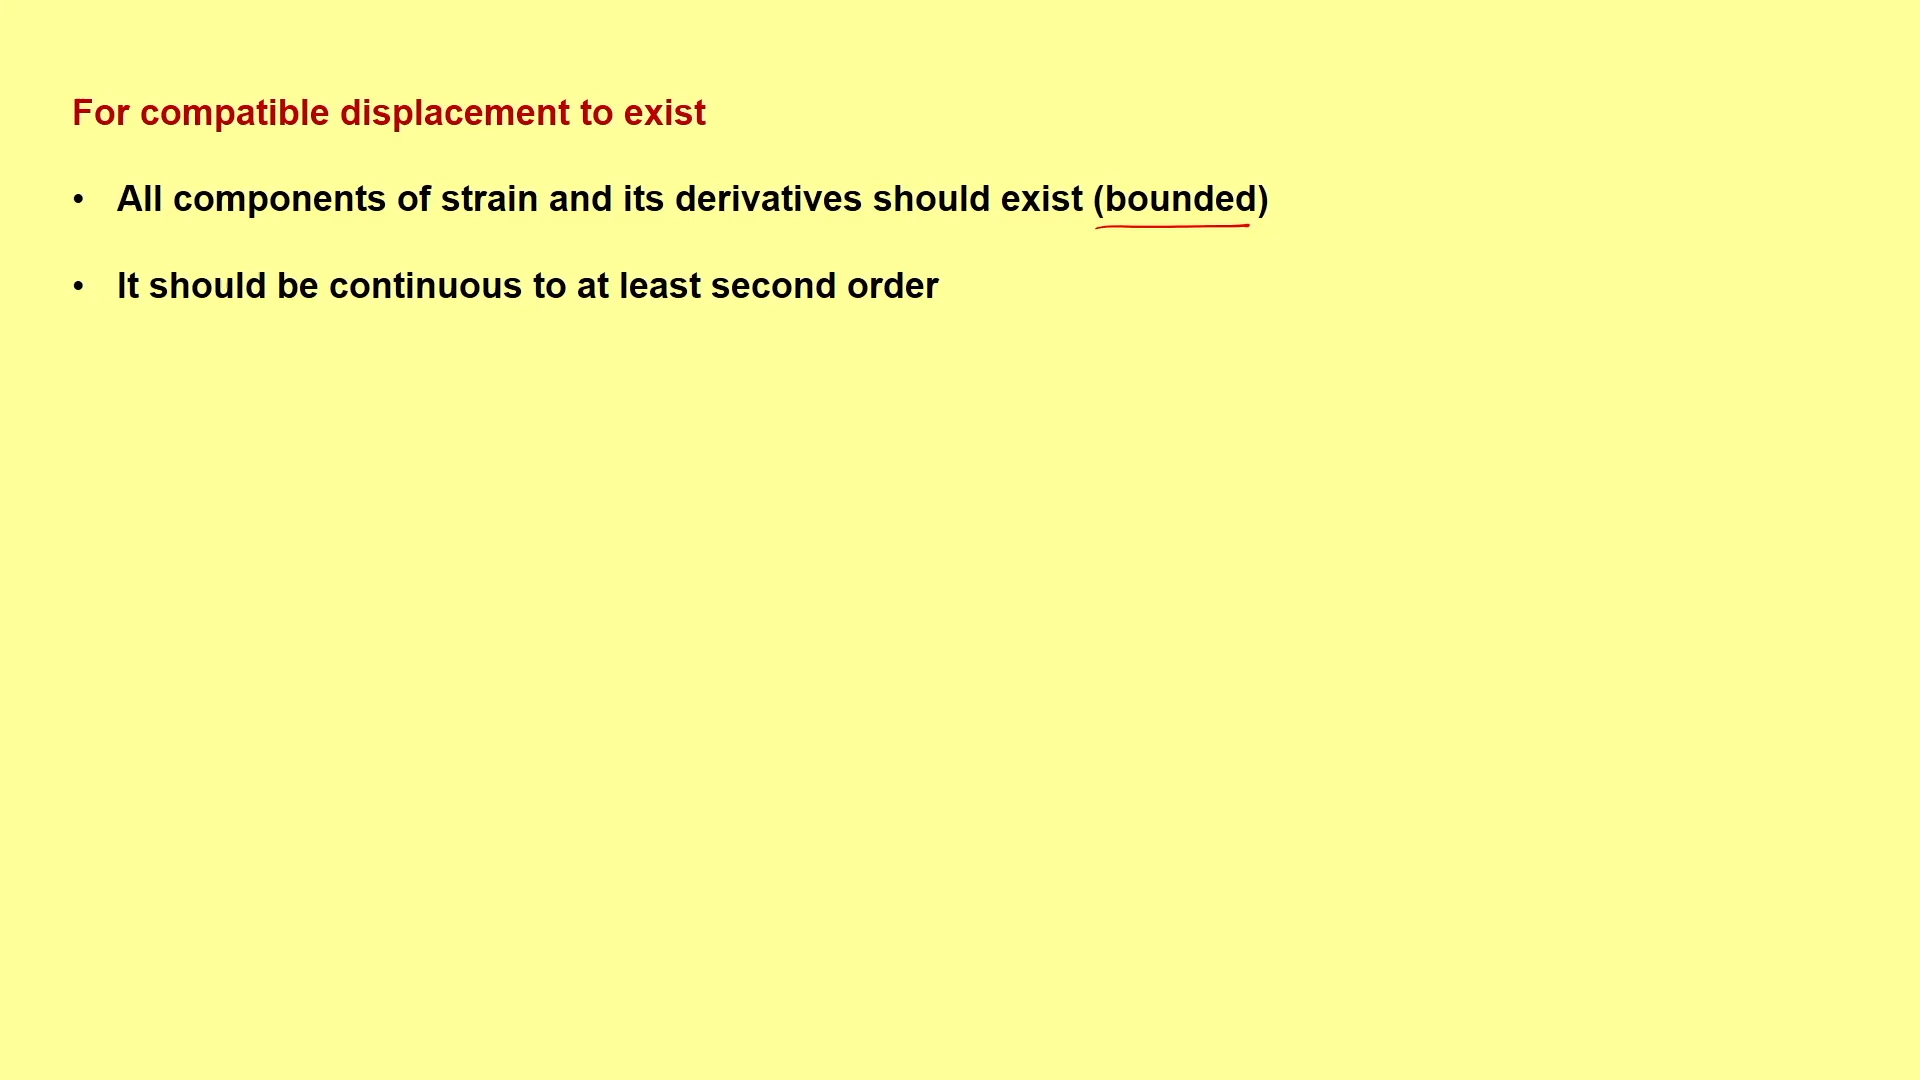 For compatible displacement to exist
• All components of strain and its derivatives should exist (bounded)
• It should be continuous to at least second order